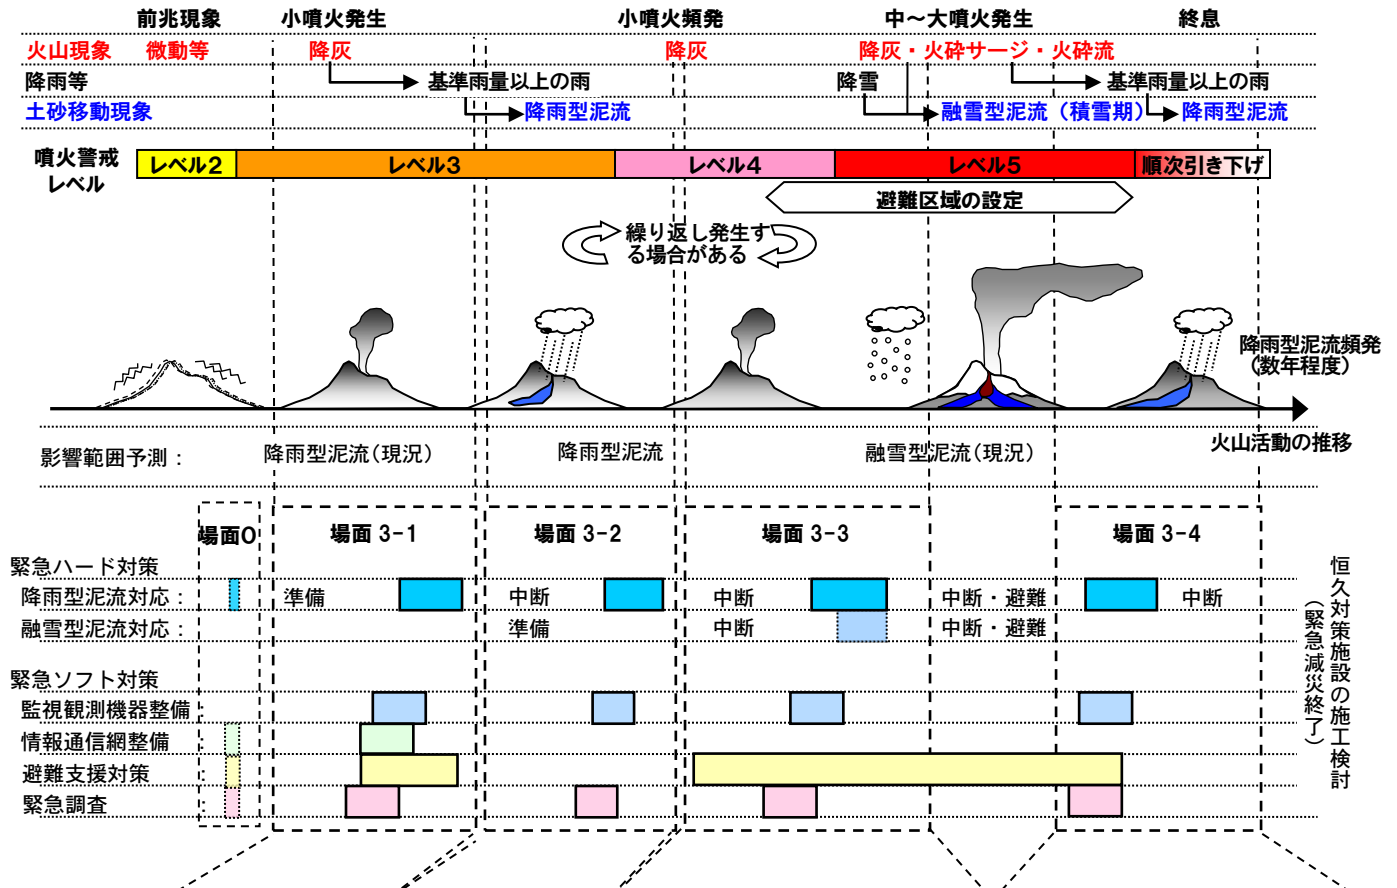 前兆現象 小噴火発生 小噴火頻発 中～大噴火発生 終息
火山現象 微動等 降灰 降灰 降灰・火砕サージ・火砕流
降雨等 基準雨量以上の雨 降雪 基準雨量以上の雨
土砂移動現象 降雨型泥流 融雪型泥流（積雪期） 降雨型泥流
噴火警戒
レベル
レベル2 レベル3 レベル4 レベル5 順次引き下げ
避難区域の設定
繰り返し発生す
る場合がある
降雨型泥流頻発
（数年程度）
火山活動の推移
影響範囲予測： 降雨型泥流（現況） 降雨型泥流 融雪型泥流（現況）
場面0 場面 3-1 場面 3-2 場面 3-3 場面 3-4
緊急ハード対策
降雨型泥流対応： 準備 中断 中断 中断・避難 中断
融雪型泥流対応： 準備 中断 中断・避難
緊急ソフト対策
監視観測機器整備：
情報通信網整備：
避難支援対策：
緊急調査：
恒久対策施設の施工検討
（緊急減災終了）